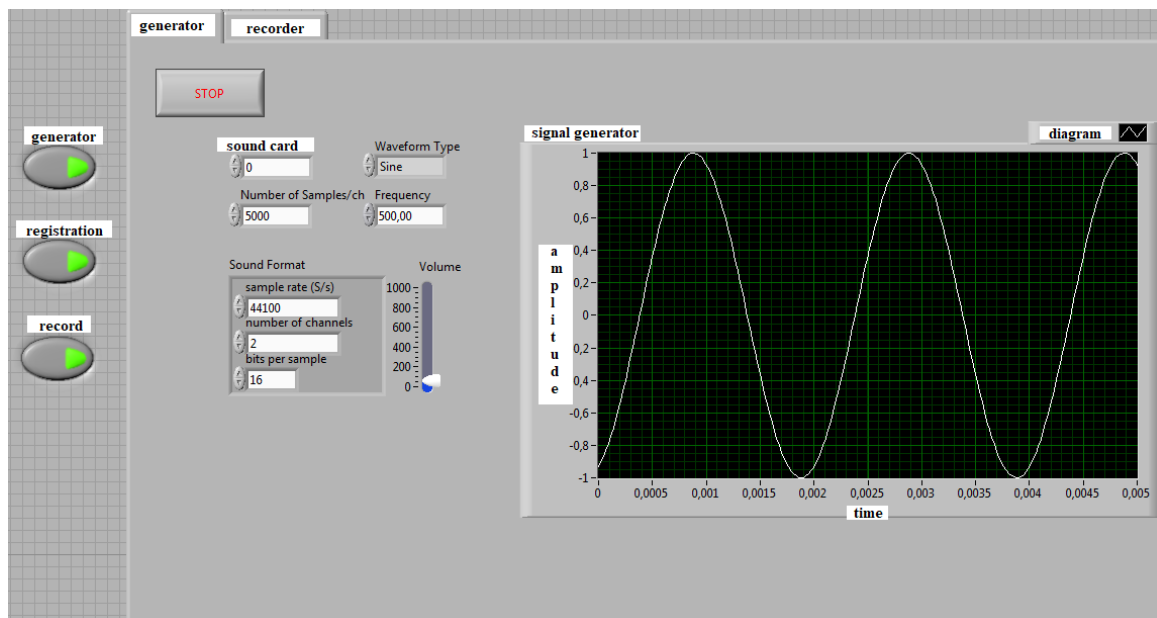 generator
recorder
STOP
generator
registration
record
sound card
0
Waveform Type
Sine
Number of Samples/ch
5000
Frequency
500,00
Sound Format
sample rate (S/s)
44100
number of channels
2
bits per sample
16
Volume
1000
800
600
400
200
0
signal generator
diagram
amplitude
1
0,8
0,6
0,4
0,2
0
-0,2
-0,4
-0,6
-0,8
-1
0 0,0005 0,001 0,0015 0,002 0,0025 0,003 0,0035 0,004 0,0045 0,005
time